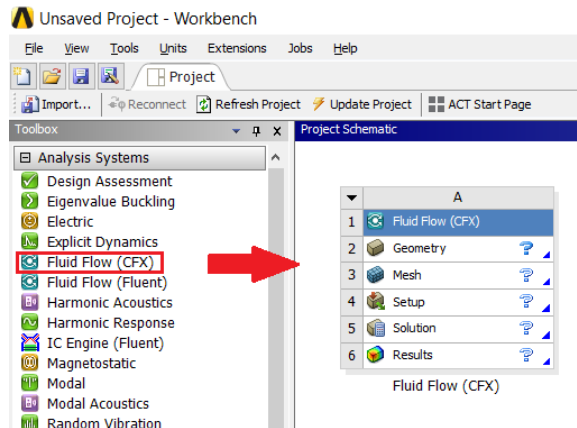 Unsaved Project - Workbench
File View Tools Units Extensions Jobs Help
Project
Import... Reconnect Refresh Project Update Project ACT Start Page
Toolbox
Project Schematic
Analysis Systems
Design Assessment
Eigenvalue Buckling
Electric
Explicit Dynamics
Fluid Flow (CFX)
Fluid Flow (Fluent)
Harmonic Acoustics
Harmonic Response
IC Engine (Fluent)
Magnetostatic
Modal
Modal Acoustics
Random Vibration
A
1 Fluid Flow (CFX)
2 Geometry ?
3 Mesh ?
4 Setup ?
5 Solution ?
6 Results ?
Fluid Flow (CFX)